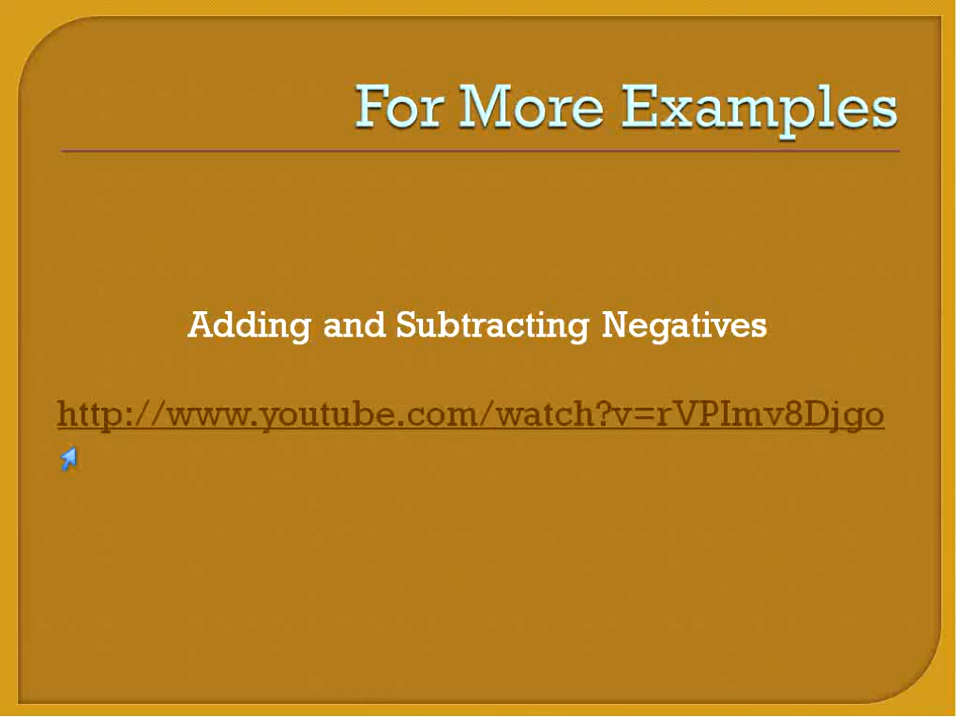 For More Examples
Adding and Subtracting Negatives
http://www.youtube.com/watch?v=rVPImv8Djgo